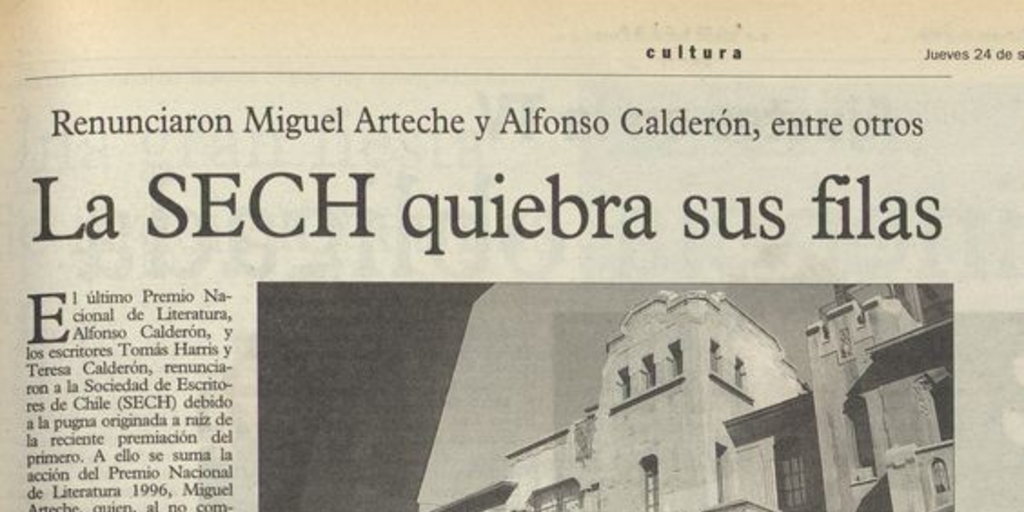 cultura
Jueves 24 de s
Renunciaron Miguel Arteche y Alfonso Calderón, entre otros
La SECH quiebra sus filas
El último Premio Na-
cional de Literatura,
Alfonso Calderón, y
los escritores Tomás Harris y
Teresa Calderón, renuncia-
ron a la Sociedad de Escrito-
res de Chile (SECH) debido
a la pugna originada a raíz de
la reciente premiación del
primero. A ello se suma la
acción del Premio Nacional
de Literatura 1996, Miguel
Arteche, quien, al no com-